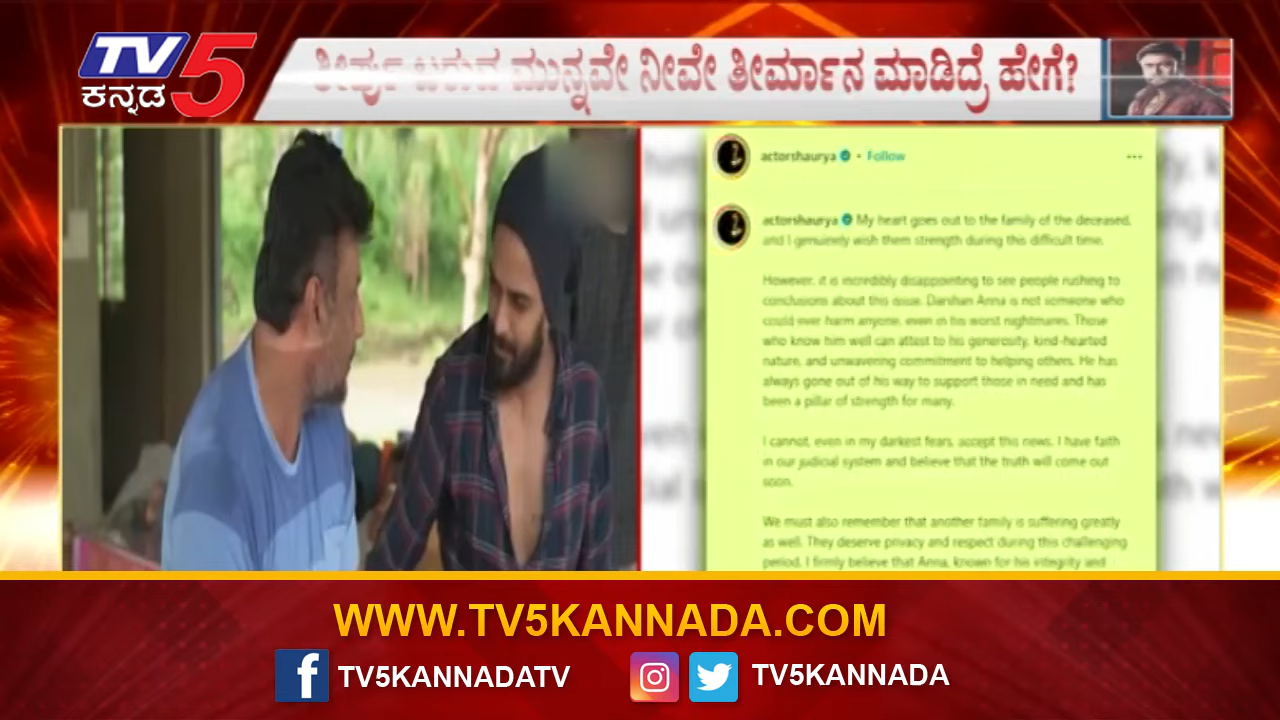 TV5
ಕನ್ನಡ
ಮುನ್ನವೇ ನೀವೇ ತೀರ್ಮಾನ ಮಾಡಿದ್ರೆ ಹೇಗೆ?
actorshaurya • Follow
actorshaurya My heart goes out to the family of the deceased,
and I genuinely wish them strength during this difficult time.
However, it is incredibly disappointing to see people rushing to
conclusions about this issue. Darshan Anna is not someone who
could ever harm anyone, even in his worst nightmares. Those
who know him well can attest to his generosity, kind-hearted
nature, and unwavering commitment to helping others. He has
always gone out of his way to support those in need and has
been a pillar of strength for many.
I cannot, even in my darkest fears, accept this news. I have faith
in our judicial system and believe that the truth will come out
soon.
We must also remember that another family is suffering greatly
as well. They deserve privacy and respect during this challenging
period. I firmly believe that Anna, known for his integrity and
WWW.TV5KANNADA.COM
TV5KANNADATV
TV5KANNADA